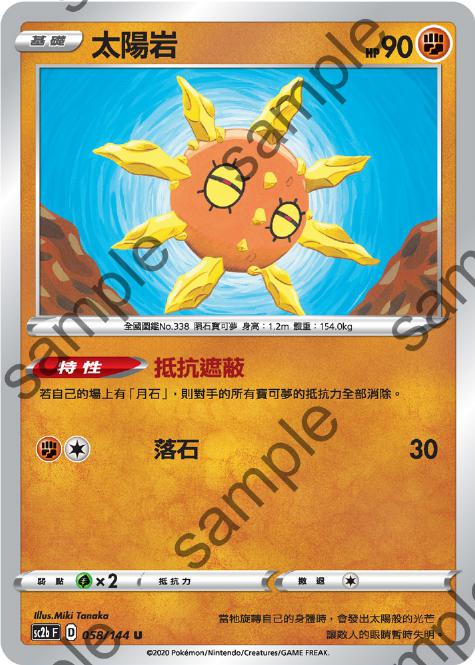 基礎 太陽岩 HP 90
全國圖鑑No.338 隕石寶可夢 身高：1.2m 體重：154.0kg
特性 抵抗遮蔽
若自己的場上有「月石」，則對手的所有寶可夢的抵抗力全部消除。
落石 30
弱點 ×2 抵抗力 撤退
Illus.Miki Tanaka
sc2b F D 058/144 U
當牠旋轉自己的身體時，會發出太陽般的光芒
讓敵人的眼睛暫時失明。
©2020 Pokémon/Nintendo/Creatures/GAME FREAK.
sample
sample
sample
sample
sample
sample